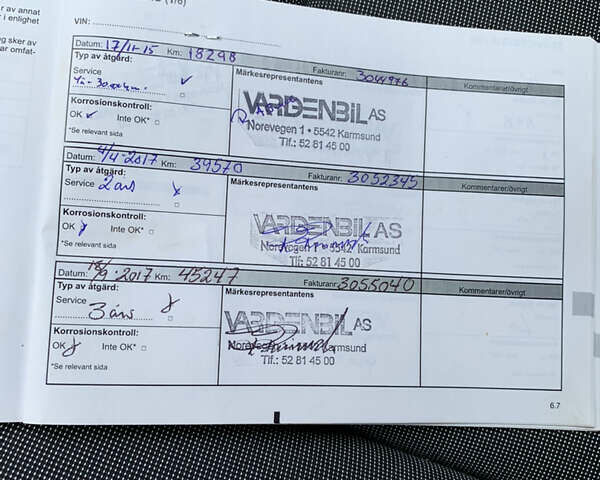 r av annat
r i enlighet
g sker av
ar omfat-
VIN:
Datum: 17/11-15 Km: 18298 Fakturanr: 3044976 Kommentarer/övrigt
Typ av åtgärd: Märkesrepresentantens
Service
VARDENBIL AS
Korrosionskontroll: Norevegen 1 • 5542 Karmsund
OK Inte OK* Tlf.: 52 81 45 00
*Se relevant sida
Datum: 4/4-2017 Km: 39570 Fakturanr: 3052345 Kommentarer/övrigt
Typ av åtgärd: Märkesrepresentantens
Service 2 års
VARDENBIL AS
Korrosionskontroll: Norevegen 1 • 5542 Karmsund
OK Inte OK* Tlf: 52 81 45 00
*Se relevant sida
Datum: 18/9-2017 Km: 45247 Fakturanr: 3055040 Kommentarer/övrigt
Typ av åtgärd: Märkesrepresentantens
Service 3 års
VARDENBIL AS
Korrosionskontroll: Karmsund
OK Inte OK* Tlf.: 52 81 45 00
*Se relevant sida
6.7